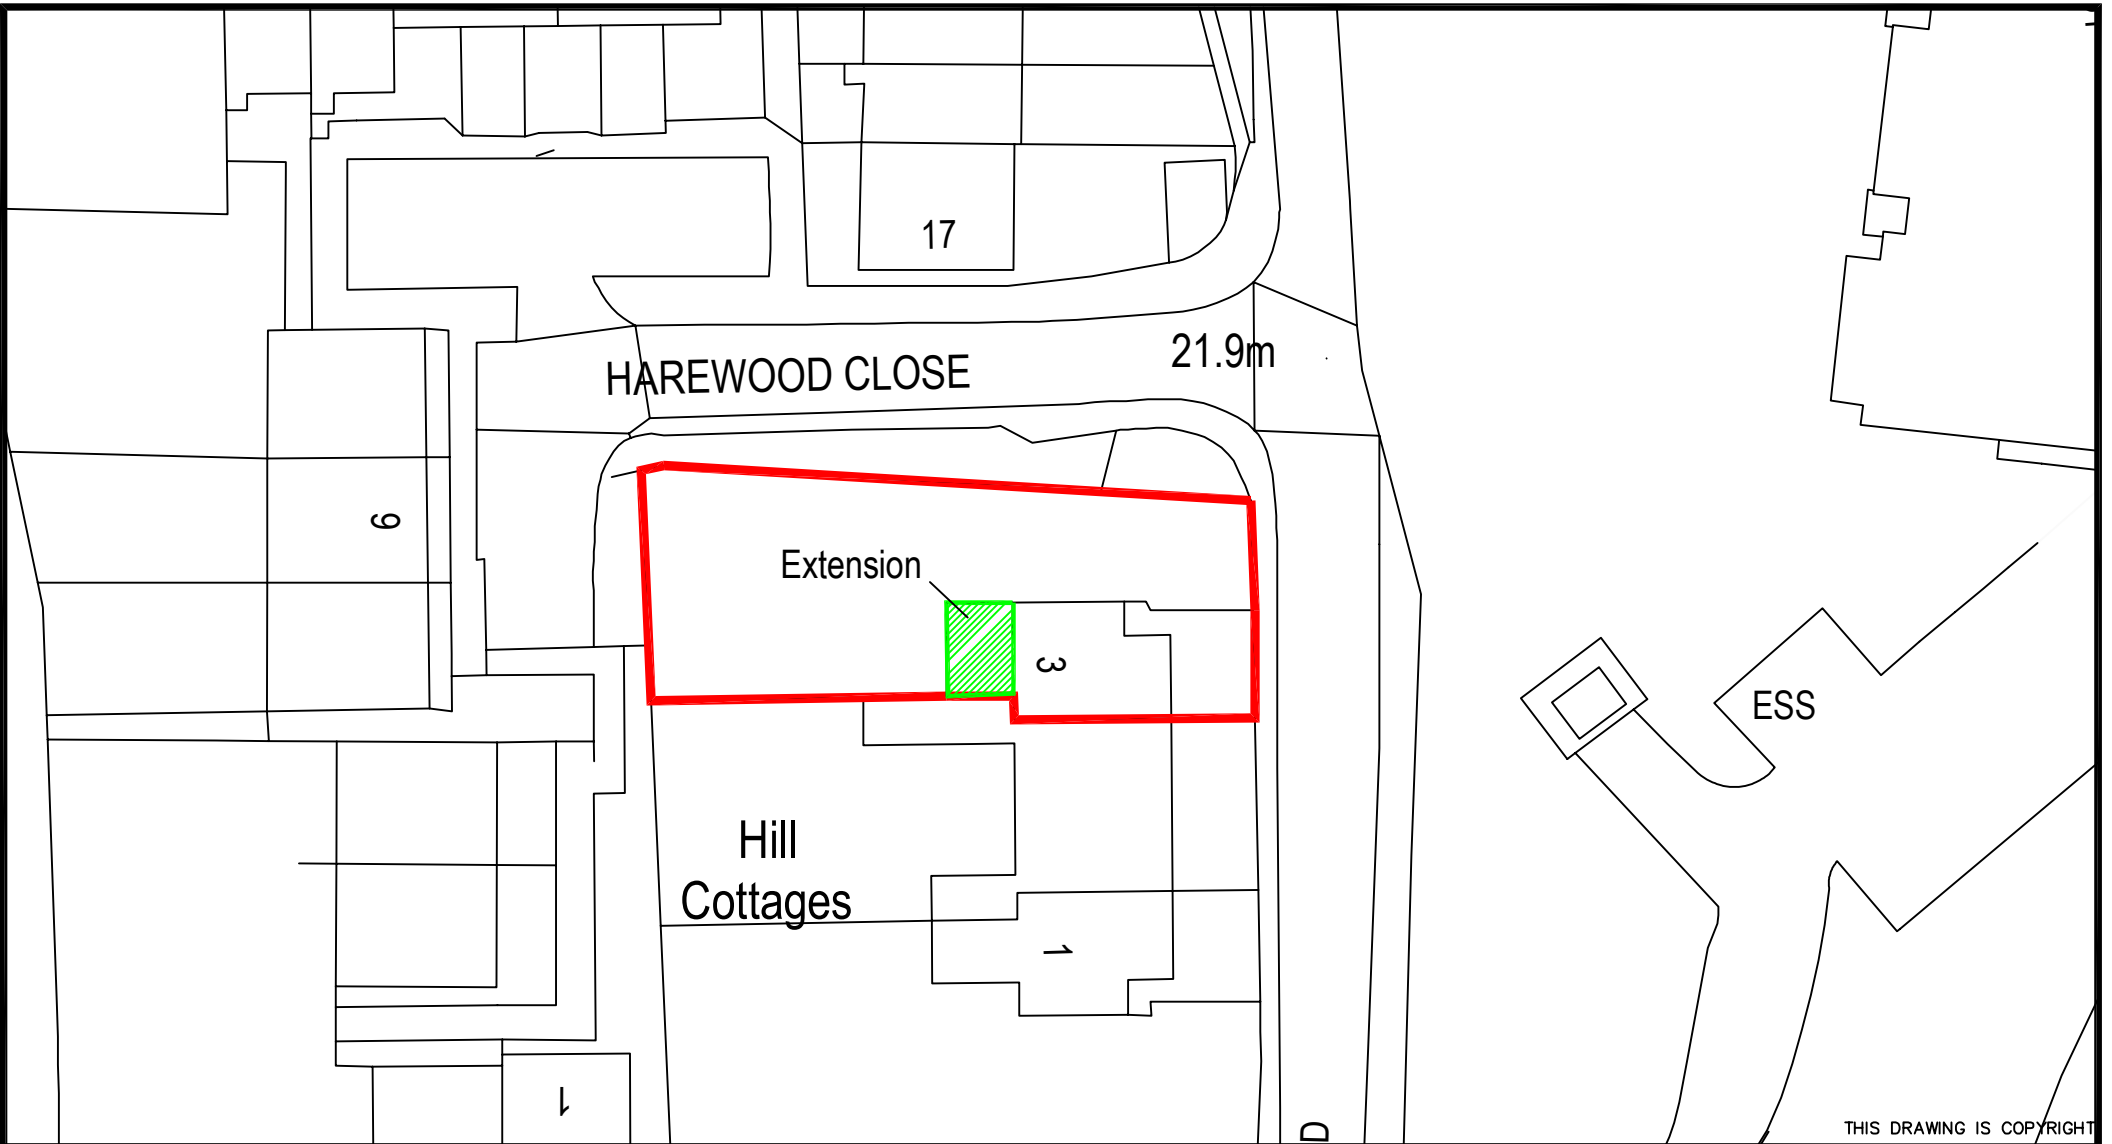 17
HAREWOOD CLOSE
21.9m
9
Extension
3
ESS
Hill
Cottages
1
1
D
THIS DRAWING IS COPYRIGHT